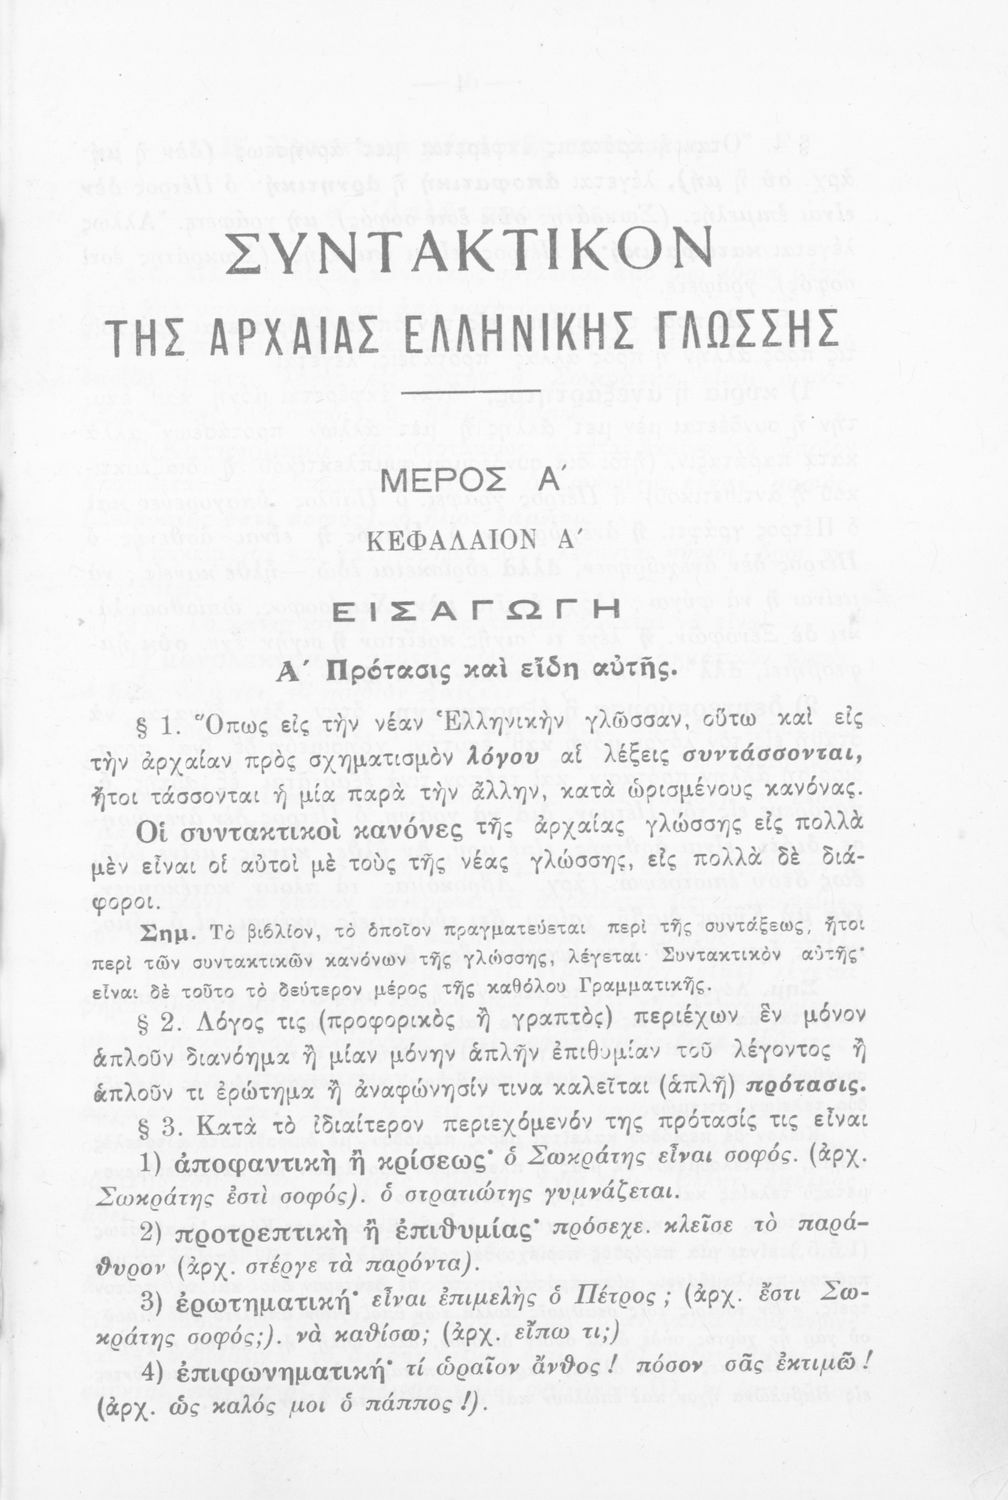 ΣΥΝΤΑΚΤΙΚΟΝ
ΤΗΣ ΑΡΧΑΙΑΣ ΕΛΛΗΝΙΚΗΣ ΓΛΩΣΣΗΣ
ΜΕΡΟΣ Α΄
ΚΕΦΑΛΑΙΟΝ Α΄
ΕΙΣΑΓΩΓΗ
Α΄ Πρότασις καὶ εἴδη αὐτῆς.
§ 1. Ὅπως εἰς τὴν νέαν Ἑλληνικὴν γλῶσσαν, οὕτω καὶ εἰς
τὴν ἀρχαίαν πρὸς σχηματισμὸν λόγου αἱ λέξεις συντάσσονται,
ἤτοι τάσσονται ἡ μία παρὰ τὴν ἄλλην, κατὰ ὡρισμένους κανόνας.
Οἱ συντακτικοὶ κανόνες τῆς ἀρχαίας γλώσσης εἰς πολλὰ
μὲν εἶναι οἱ αὐτοὶ μὲ τοὺς τῆς νέας γλώσσης, εἰς πολλὰ δὲ διά-
φοροι.
Σημ. Τὸ βιβλίον, τὸ ὁποῖον πραγματεύεται περὶ τῆς συντάξεως, ἤτοι
περὶ τῶν συντακτικῶν κανόνων τῆς γλώσσης, λέγεται Συντακτικὸν αὐτῆς·
εἶναι δὲ τοῦτο τὸ δεύτερον μέρος τῆς καθόλου Γραμματικῆς.
§ 2. Λόγος τις (προφορικὸς ἢ γραπτὸς) περιέχων ἓν μόνον
ἁπλοῦν διανόημα ἢ μίαν μόνην ἁπλῆν ἐπιθυμίαν τοῦ λέγοντος ἢ
ἁπλοῦν τι ἐρώτημα ἢ ἀναφώνησίν τινα καλεῖται (ἁπλῆ) πρότασις.
§ 3. Κατὰ τὸ ἰδιαίτερον περιεχόμενόν της πρότασίς τις εἶναι
1) ἀποφαντικὴ ἢ κρίσεως· ὁ Σωκράτης εἶναι σοφός. (ἀρχ.
Σωκράτης ἐστὶ σοφός). ὁ στρατιώτης γυμνάζεται.
2) προτρεπτικὴ ἢ ἐπιθυμίας· πρόσεχε. κλεῖσε τὸ παρά-
θυρον (ἀρχ. στέργε τὰ παρόντα).
3) ἐρωτηματική· εἶναι ἐπιμελὴς ὁ Πέτρος ; (ἀρχ. ἔστι Σω-
κράτης σοφός;). νὰ καθίσω; (ἀρχ. εἴπω τι;)
4) ἐπιφωνηματική· τί ὡραῖον ἄνθος ! πόσον σᾶς ἐκτιμῶ !
(ἀρχ. ὡς καλός μοι ὁ πάππος !).